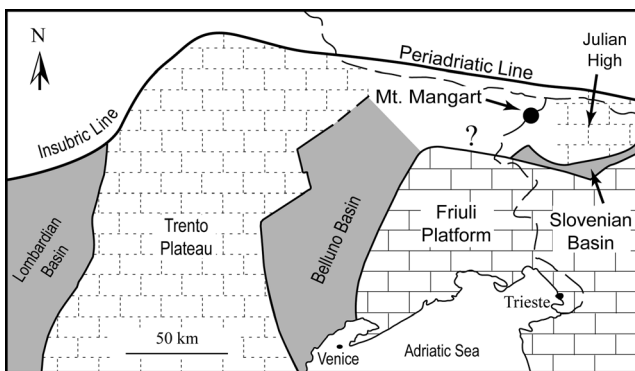 N
Periadriatic Line
Julian
High
Mt. Mangart
Insubric Line
?
Lombardian
Basin
Trento
Plateau
Belluno Basin
Friuli
Platform
Slovenian
Basin
Trieste
50 km
Venice
Adriatic Sea